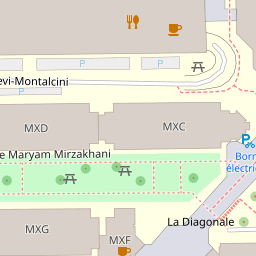 P
P
evi-Montalcini
P
MXD
MXC
P
e Maryam Mirzakhani
Born
électri
La Diagonale
MXG
MXF